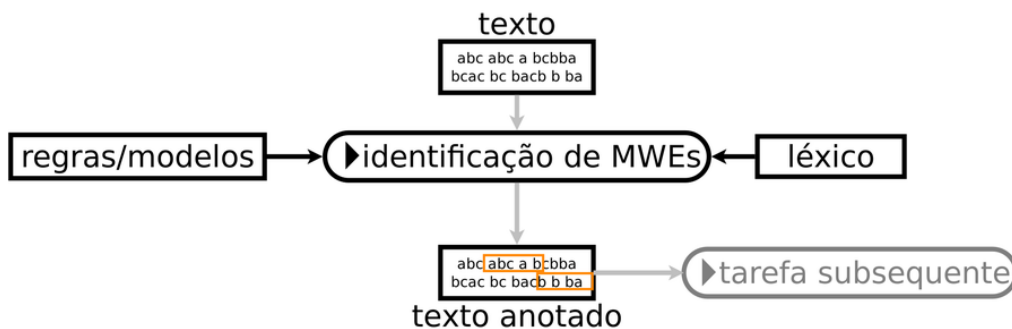 texto
abc abc a bcbba
bcac bc bacb b ba
regras/modelos
identificação de MWEs
léxico
abc abc a bcbba
bcac bc bacb b ba
tarefa subsequente
texto anotado